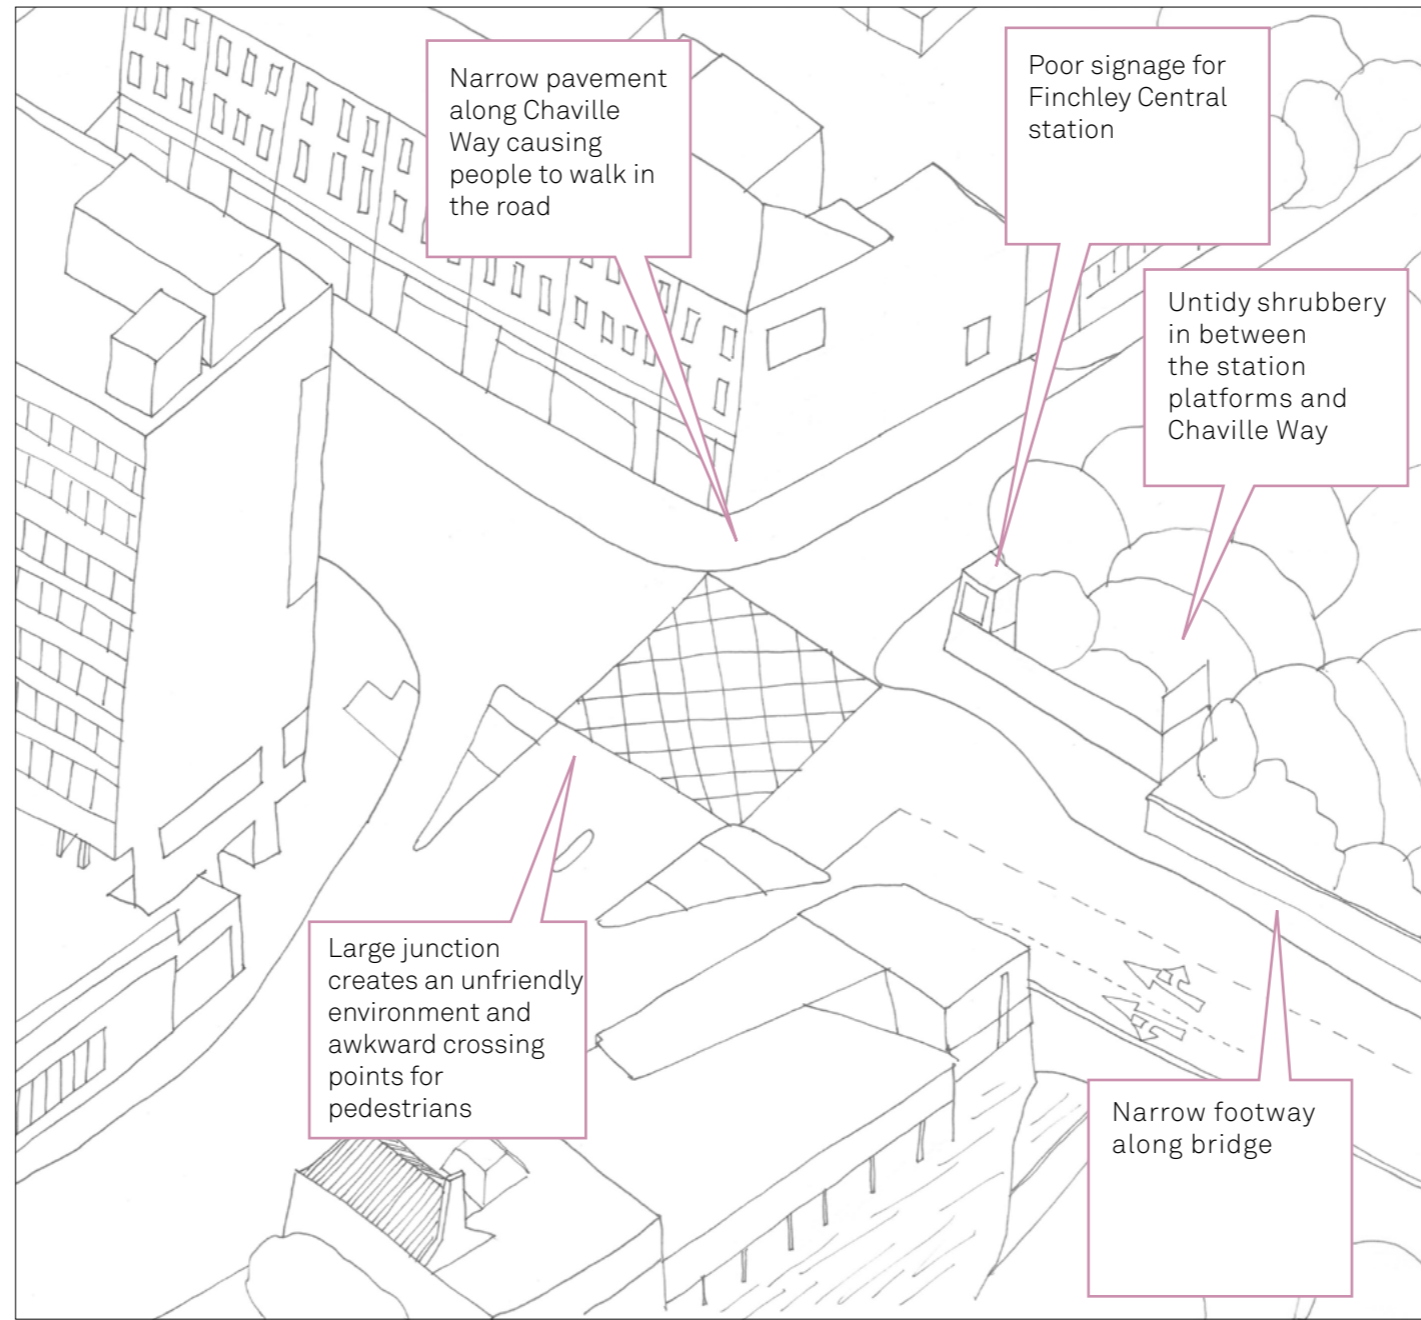 Narrow pavement
along Chaville
Way causing
people to walk in
the road
Poor signage for
Finchley Central
station
Untidy shrubbery
in between
the station
platforms and
Chaville Way
Large junction
creates an unfriendly
environment and
awkward crossing
points for
pedestrians
Narrow footway
along bridge